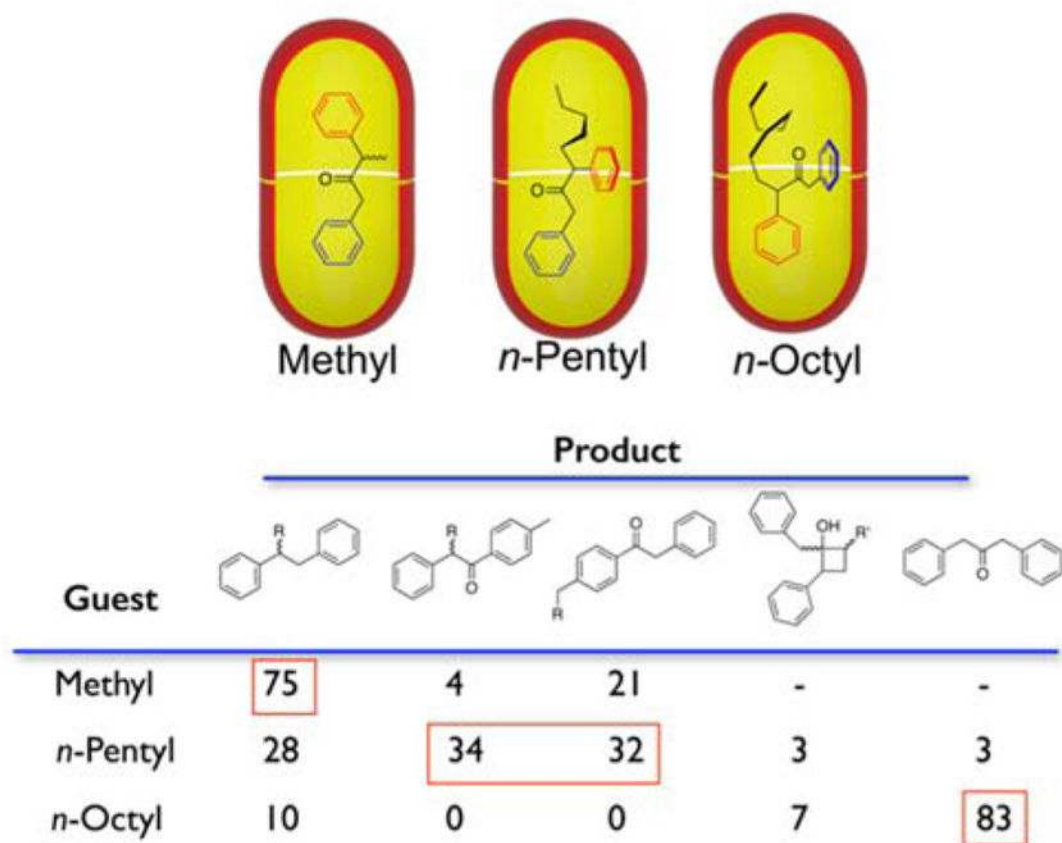 Methyl n-Pentyl n-Octyl
Product
R
R
O
O
R
OH
R'
O
Guest
Methyl 75 4 21 - -
n-Pentyl 28 34 32 3 3
n-Octyl 10 0 0 7 83
O
O
O